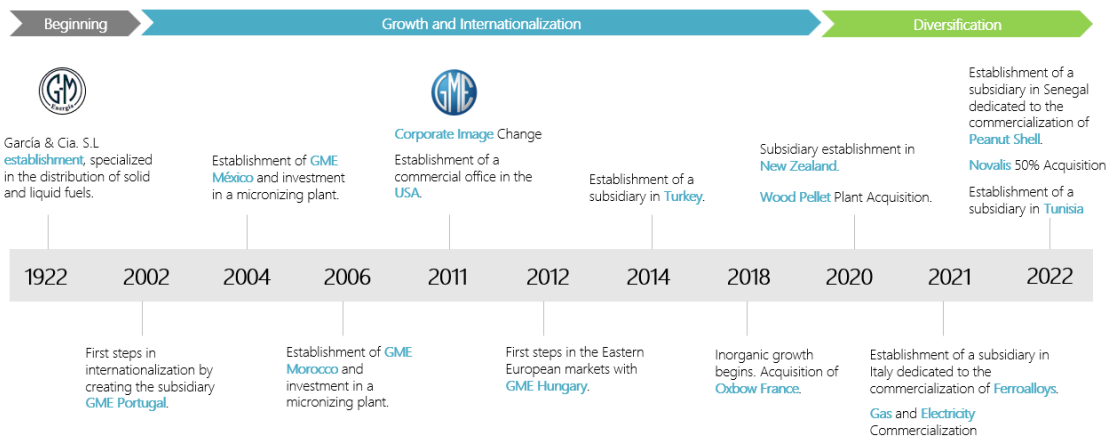 Beginning
Growth and Internationalization
Diversification
GM
Energía
García & Cia. S.L
establishment, specialized
in the distribution of solid
and liquid fuels.
Establishment of GME
México and investment
in a micronizing plant.
GME
Corporate Image Change
Establishment of a
commercial office in the
USA.
Establishment of a
subsidiary in Turkey.
Subsidiary establishment in
New Zealand.
Wood Pellet Plant Acquisition.
Establishment of a
subsidiary in Senegal
dedicated to the
commercialization of
Peanut Shell.
Novalis 50% Acquisition
Establishment of a
subsidiary in Tunisia
1922
2002
2004
2006
2011
2012
2014
2018
2020
2021
2022
First steps in
internationalization by
creating the subsidiary
GME Portugal.
Establishment of GME
Morocco and
investment in a
micronizing plant.
First steps in the Eastern
European markets with
GME Hungary.
Inorganic growth
begins. Acquisition of
Oxbow France.
Establishment of a subsidiary in
Italy dedicated to the
commercialization of Ferroalloys.
Gas and Electricity
Commercialization